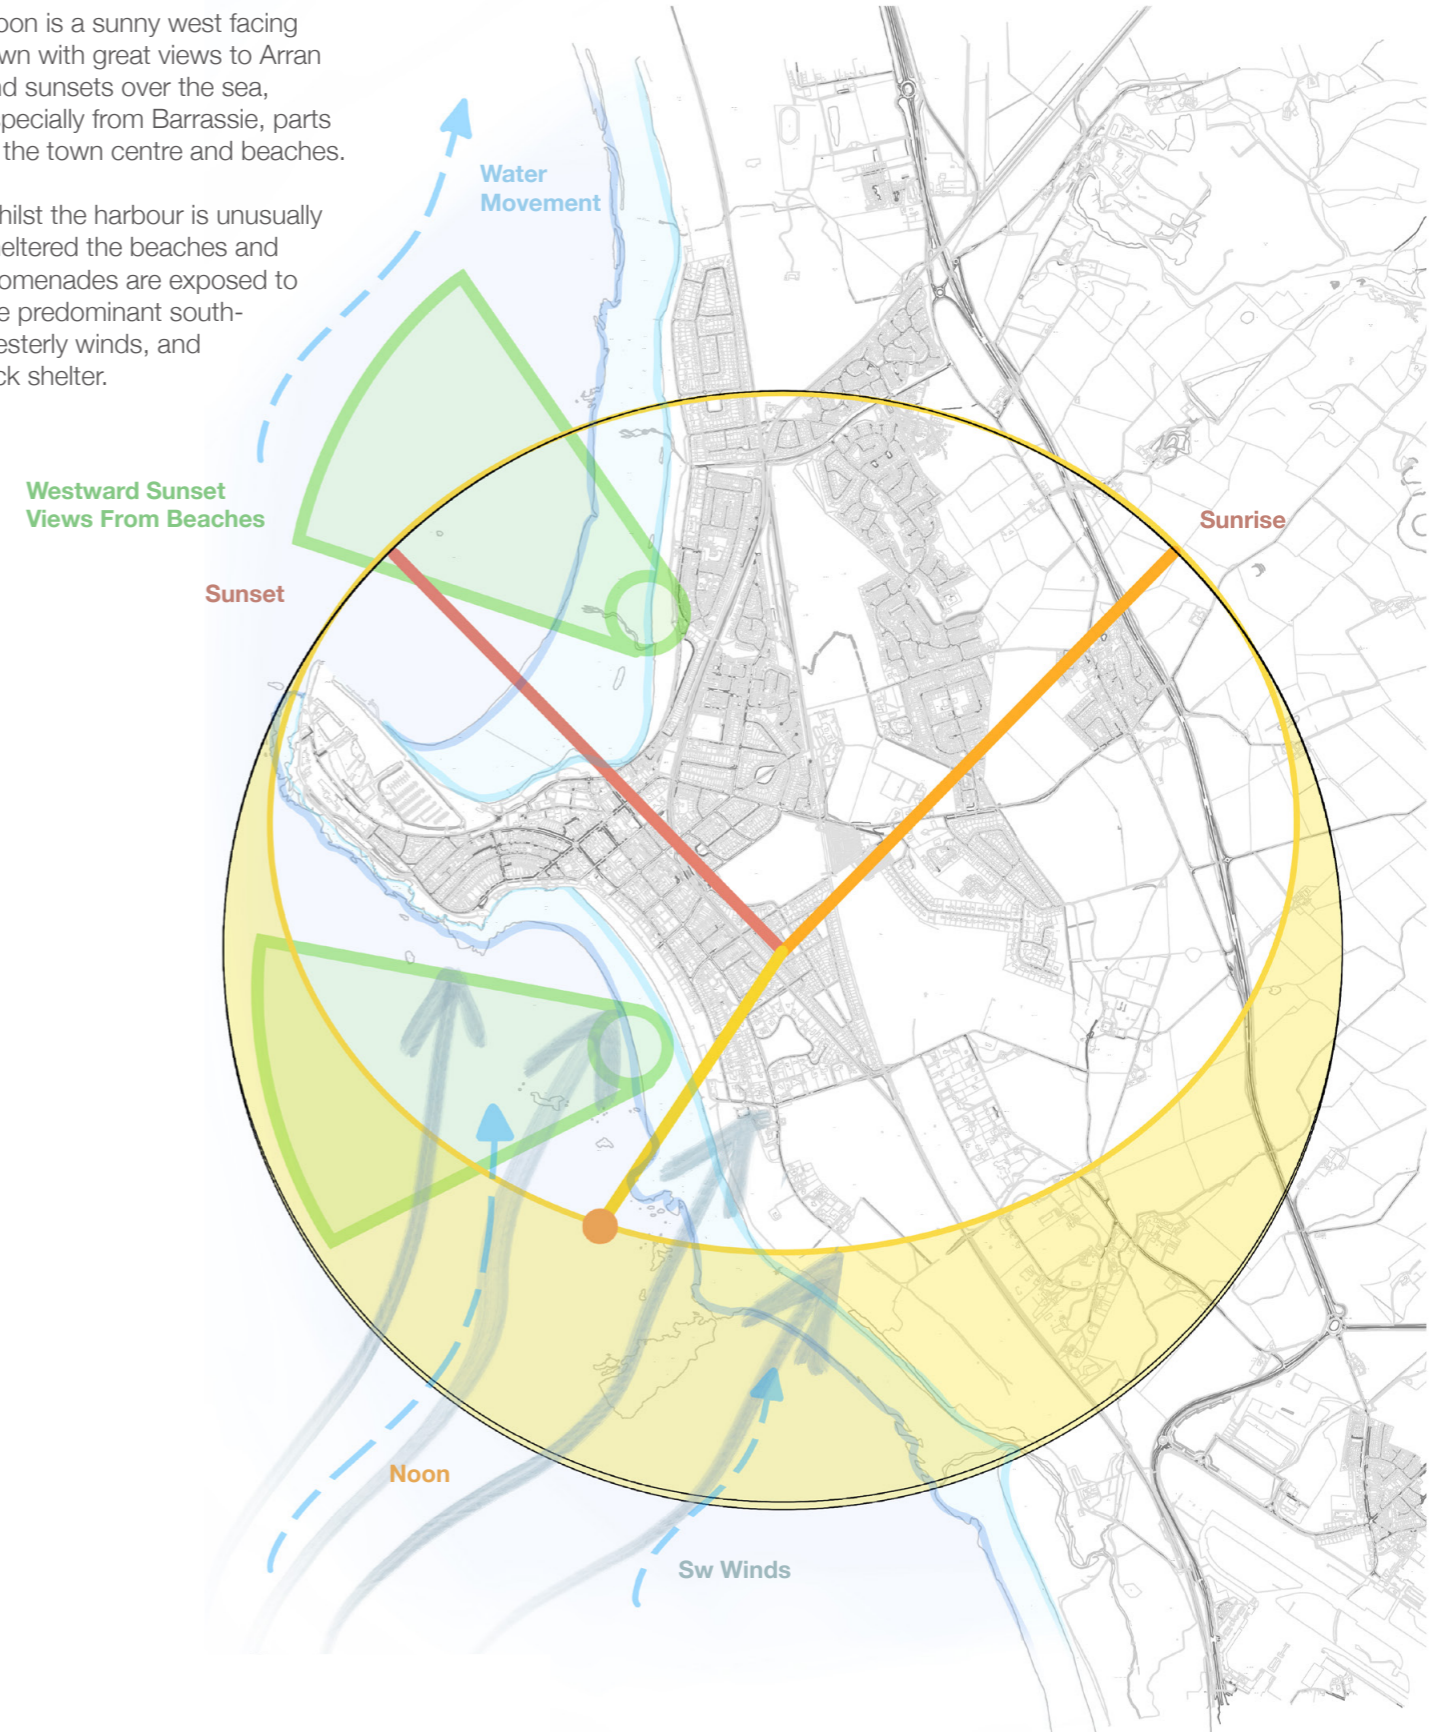 oon is a sunny west facing
wn with great views to Arran
nd sunsets over the sea,
specially from Barrassie, parts
the town centre and beaches.
hilst the harbour is unusually
eltered the beaches and
omenades are exposed to
e predominant south-
esterly winds, and
ck shelter.
Water
Movement
Westward Sunset
Views From Beaches
Sunrise
Sunset
Noon
Sw Winds